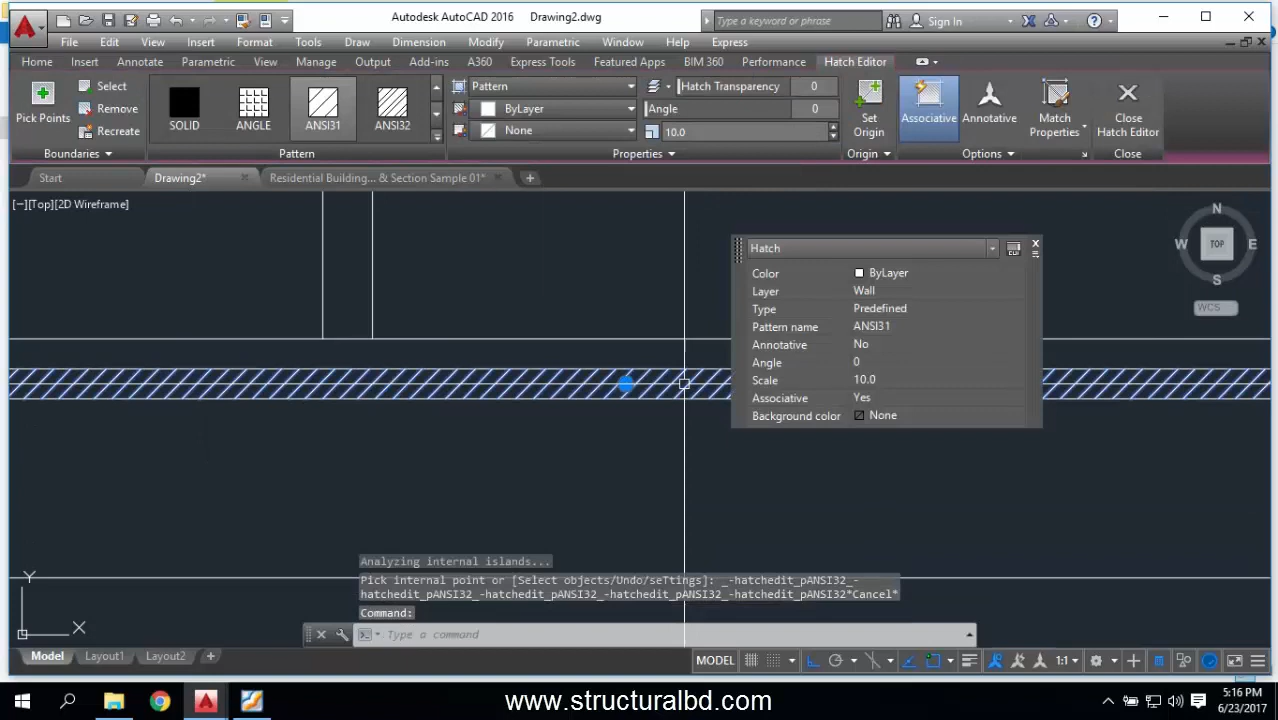 Autodesk AutoCAD 2016 Drawing2.dwg
Type a keyword or phrase
Sign In
File Edit View Insert Format Tools Draw Dimension Modify Parametric Window Help Express
Home Insert Annotate Parametric View Manage Output Add-ins A360 Express Tools Featured Apps BIM 360 Performance Hatch Editor
Pick Points
Select
Remove
Recreate
Boundaries
SOLID
ANGLE
ANSI31
ANSI32
Pattern
Pattern
ByLayer
None
Hatch Transparency 0
Angle 0
10.0
Properties
Set
Origin
Origin
Associative
Annotative
Match
Properties
Options
Close
Hatch Editor
Close
Start
Drawing2*
Residential Building... & Section Sample 01*
[−][Top][2D Wireframe]
N
W TOP E
S
WCS
Hatch
Color ByLayer
Layer Wall
Type Predefined
Pattern name ANSI31
Annotative No
Angle 0
Scale 10.0
Associative Yes
Background color None
Analyzing internal islands...
Pick internal point or [Select objects/Undo/seTtings]: _-hatchedit_pANSI32_-
hatchedit_pANSI32_-hatchedit_pANSI32_-hatchedit_pANSI32_-hatchedit_pANSI32*Cancel*
Command:
Type a command
Y
X
Model Layout1 Layout2 +
MODEL
1:1
www.structuralbd.com
5:16 PM
6/23/2017